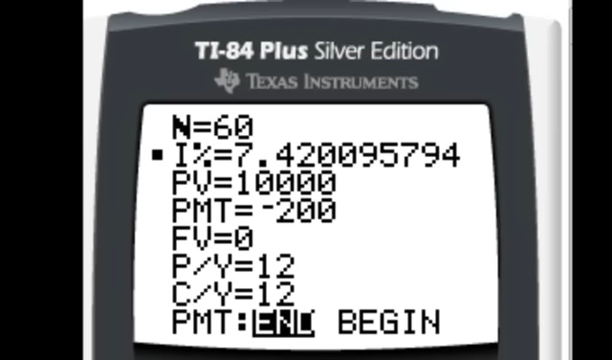 TI-84 Plus Silver Edition
TEXAS INSTRUMENTS
N=60
I%=7.420095794
PV=10000
PMT=-200
FV=0
P/Y=12
C/Y=12
PMT:END BEGIN